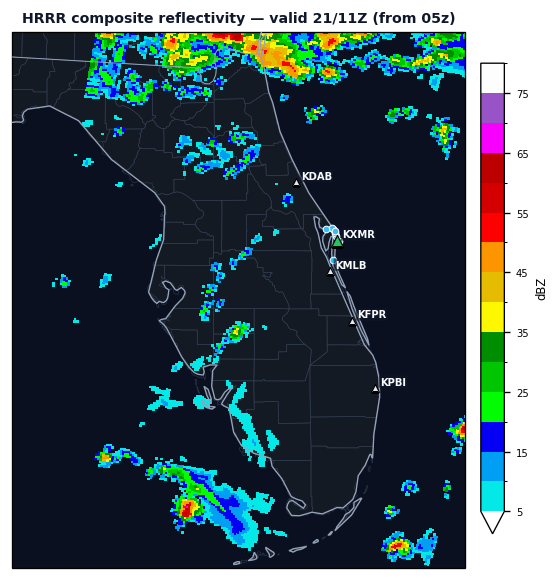 HRRR composite reflectivity — valid 21/11Z (from 05z)
KDAB
KXMR
KMLB
KFPR
KPBI
75
65
55
45
35
25
15
5
dBZ